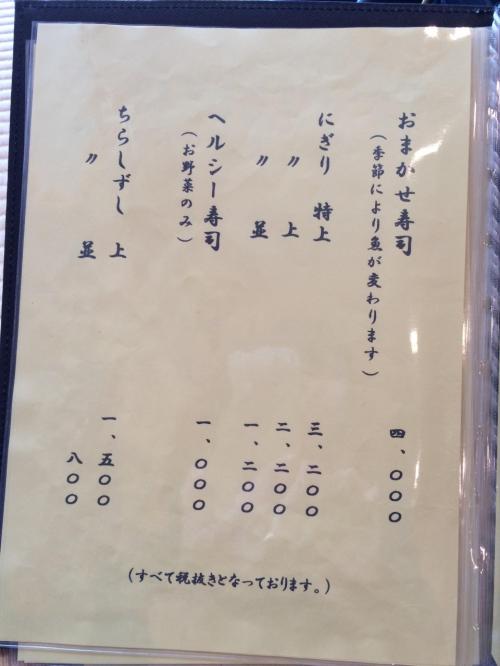 おまかせ寿司 四、〇〇〇
(季節により魚が変わります)
にぎり 特上 三、二〇〇
〃 上 二、二〇〇
〃 並 一、二〇〇
ヘルシー寿司 一、〇〇〇
(お野菜のみ)
ちらしずし 上 一、五〇〇
〃 並 八〇〇
(すべて税抜きとなっております。)